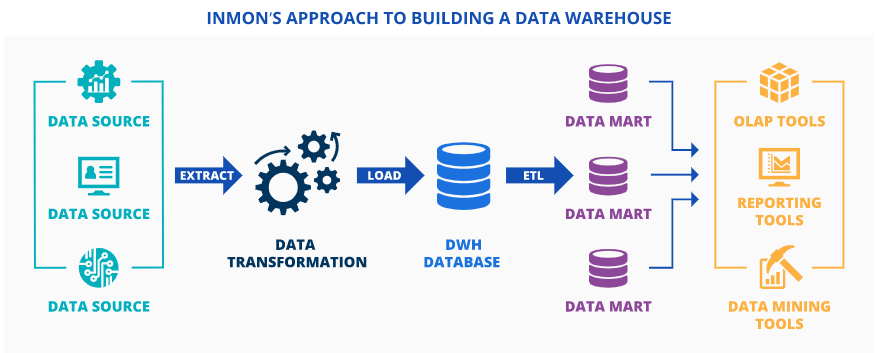 INMON'S APPROACH TO BUILDING A DATA WAREHOUSE
DATA SOURCE
DATA SOURCE
DATA SOURCE
EXTRACT
DATA
TRANSFORMATION
LOAD
DWH
DATABASE
ETL
DATA MART
DATA MART
DATA MART
OLAP TOOLS
REPORTING
TOOLS
DATA MINING
TOOLS